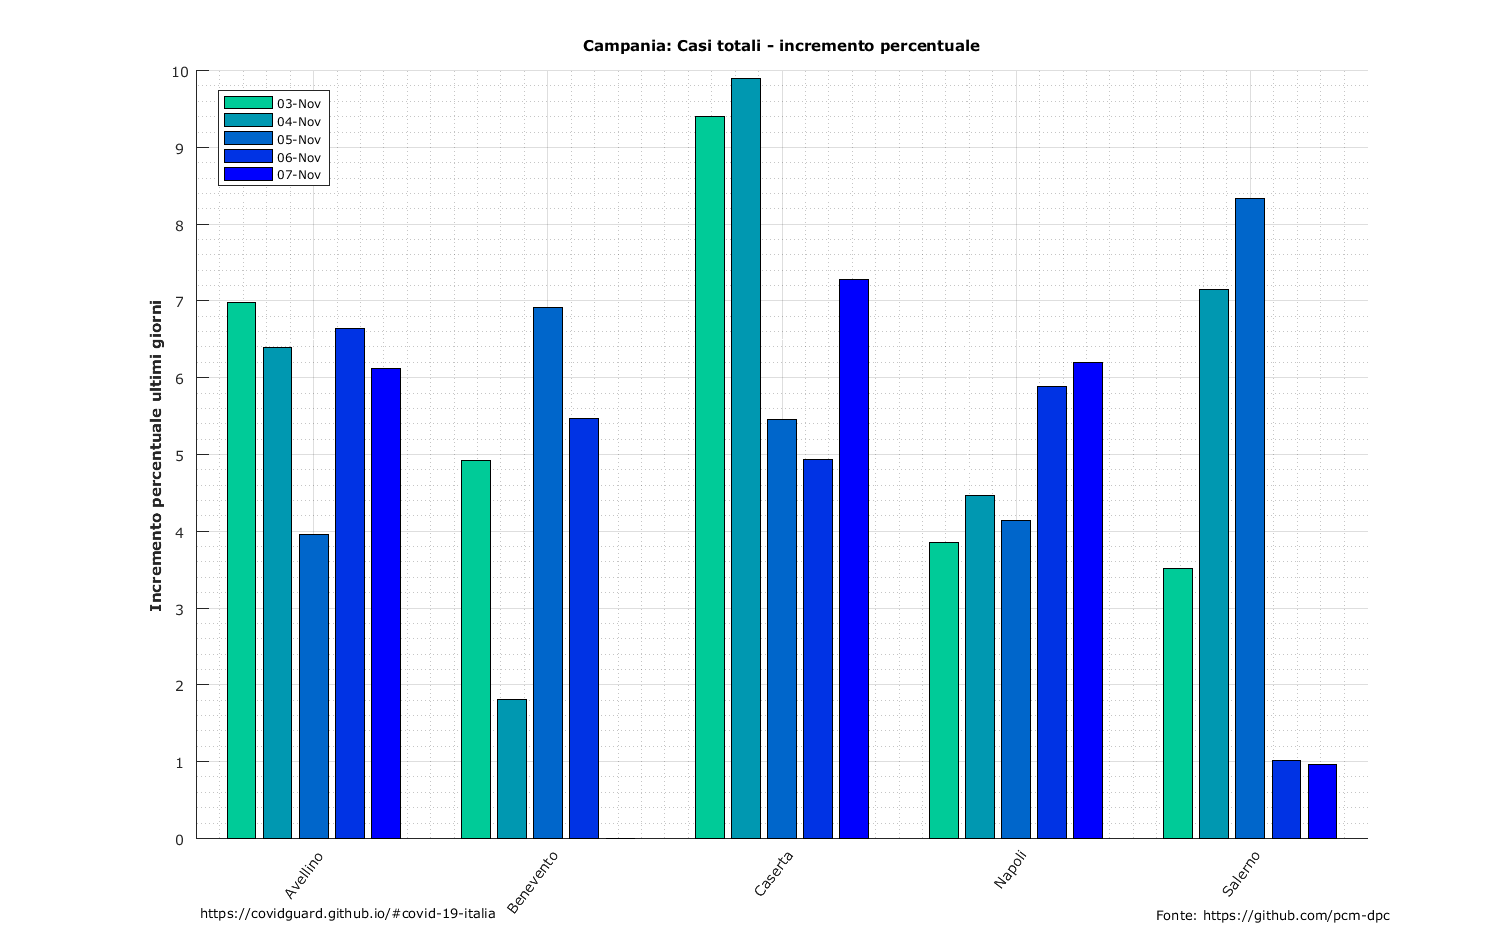 Campania: Casi totali - incremento percentuale
Incremento percentuale ultimi giorni
10
9
8
7
6
5
4
3
2
1
0
03-Nov
04-Nov
05-Nov
06-Nov
07-Nov
Avellino
Benevento
Caserta
Napoli
Salerno
https://covidguard.github.io/#covid-19-italia
Fonte: https://github.com/pcm-dpc